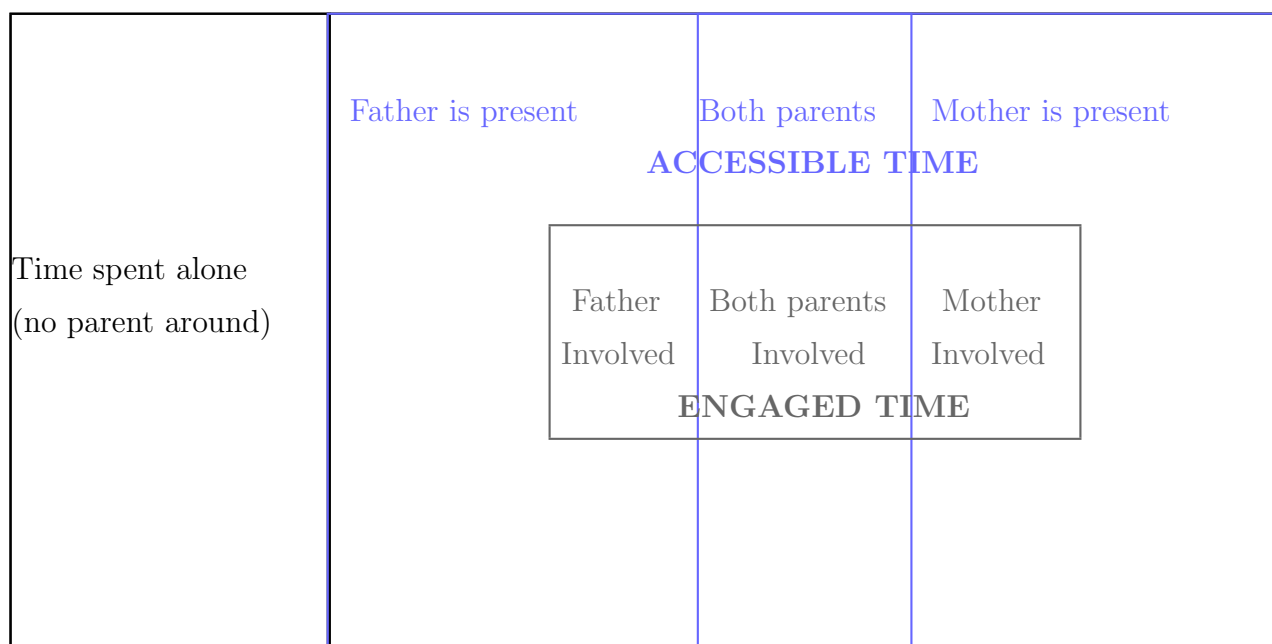 Father is present Both parents Mother is present
ACCESSIBLE TIME
Time spent alone
(no parent around)
Father Both parents Mother
Involved Involved Involved
ENGAGED TIME